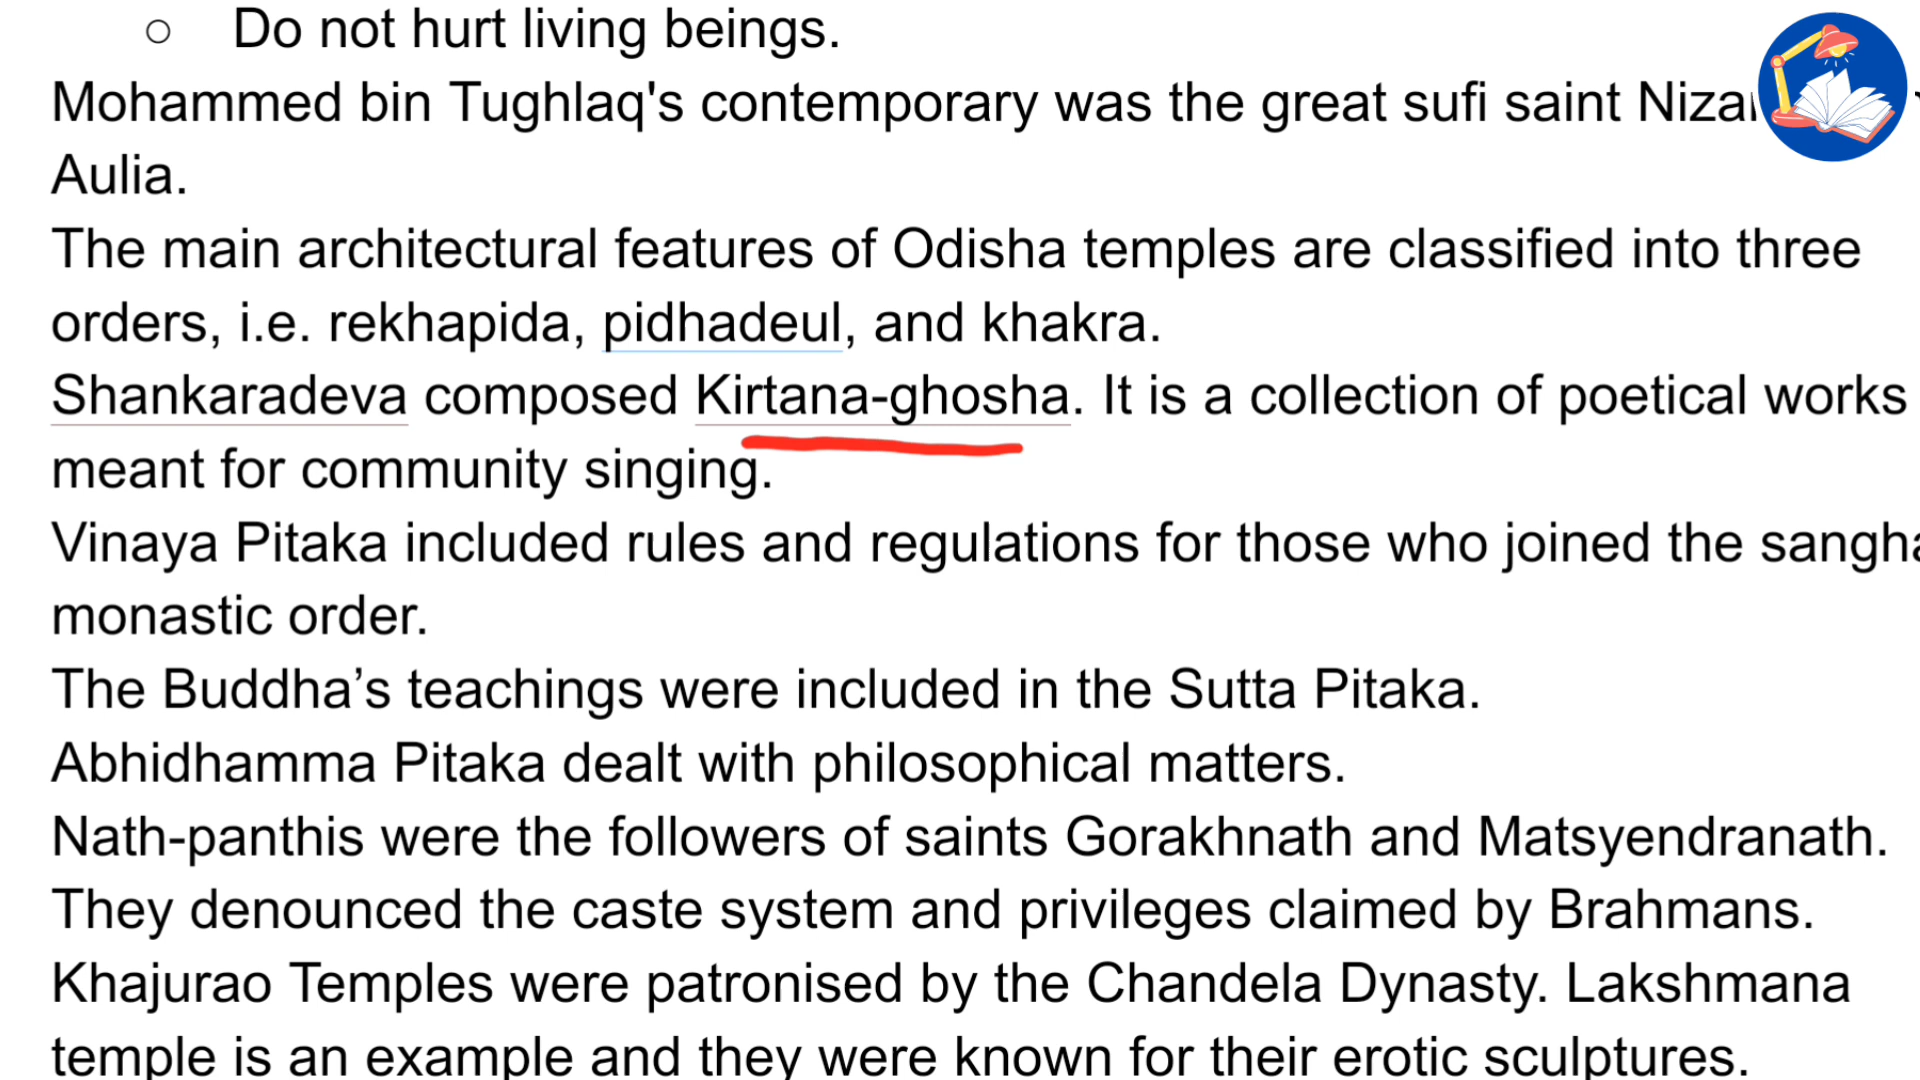 ○ Do not hurt living beings.
Mohammed bin Tughlaq's contemporary was the great sufi saint
Aulia.
The main architectural features of Odisha temples are classified into three
orders, i.e. rekhapida, pidhadeul, and khakra.
Shankaradeva composed Kirtana-ghosha. It is a collection of poetical works
meant for community singing.
Vinaya Pitaka included rules and regulations for those who joined the sangha
monastic order.
The Buddha’s teachings were included in the Sutta Pitaka.
Abhidhamma Pitaka dealt with philosophical matters.
Nath-panthis were the followers of saints Gorakhnath and Matsyendranath.
They denounced the caste system and privileges claimed by Brahmans.
Khajurao Temples were patronised by the Chandela Dynasty. Lakshmana
temple is an example and they were known for their erotic sculptures.